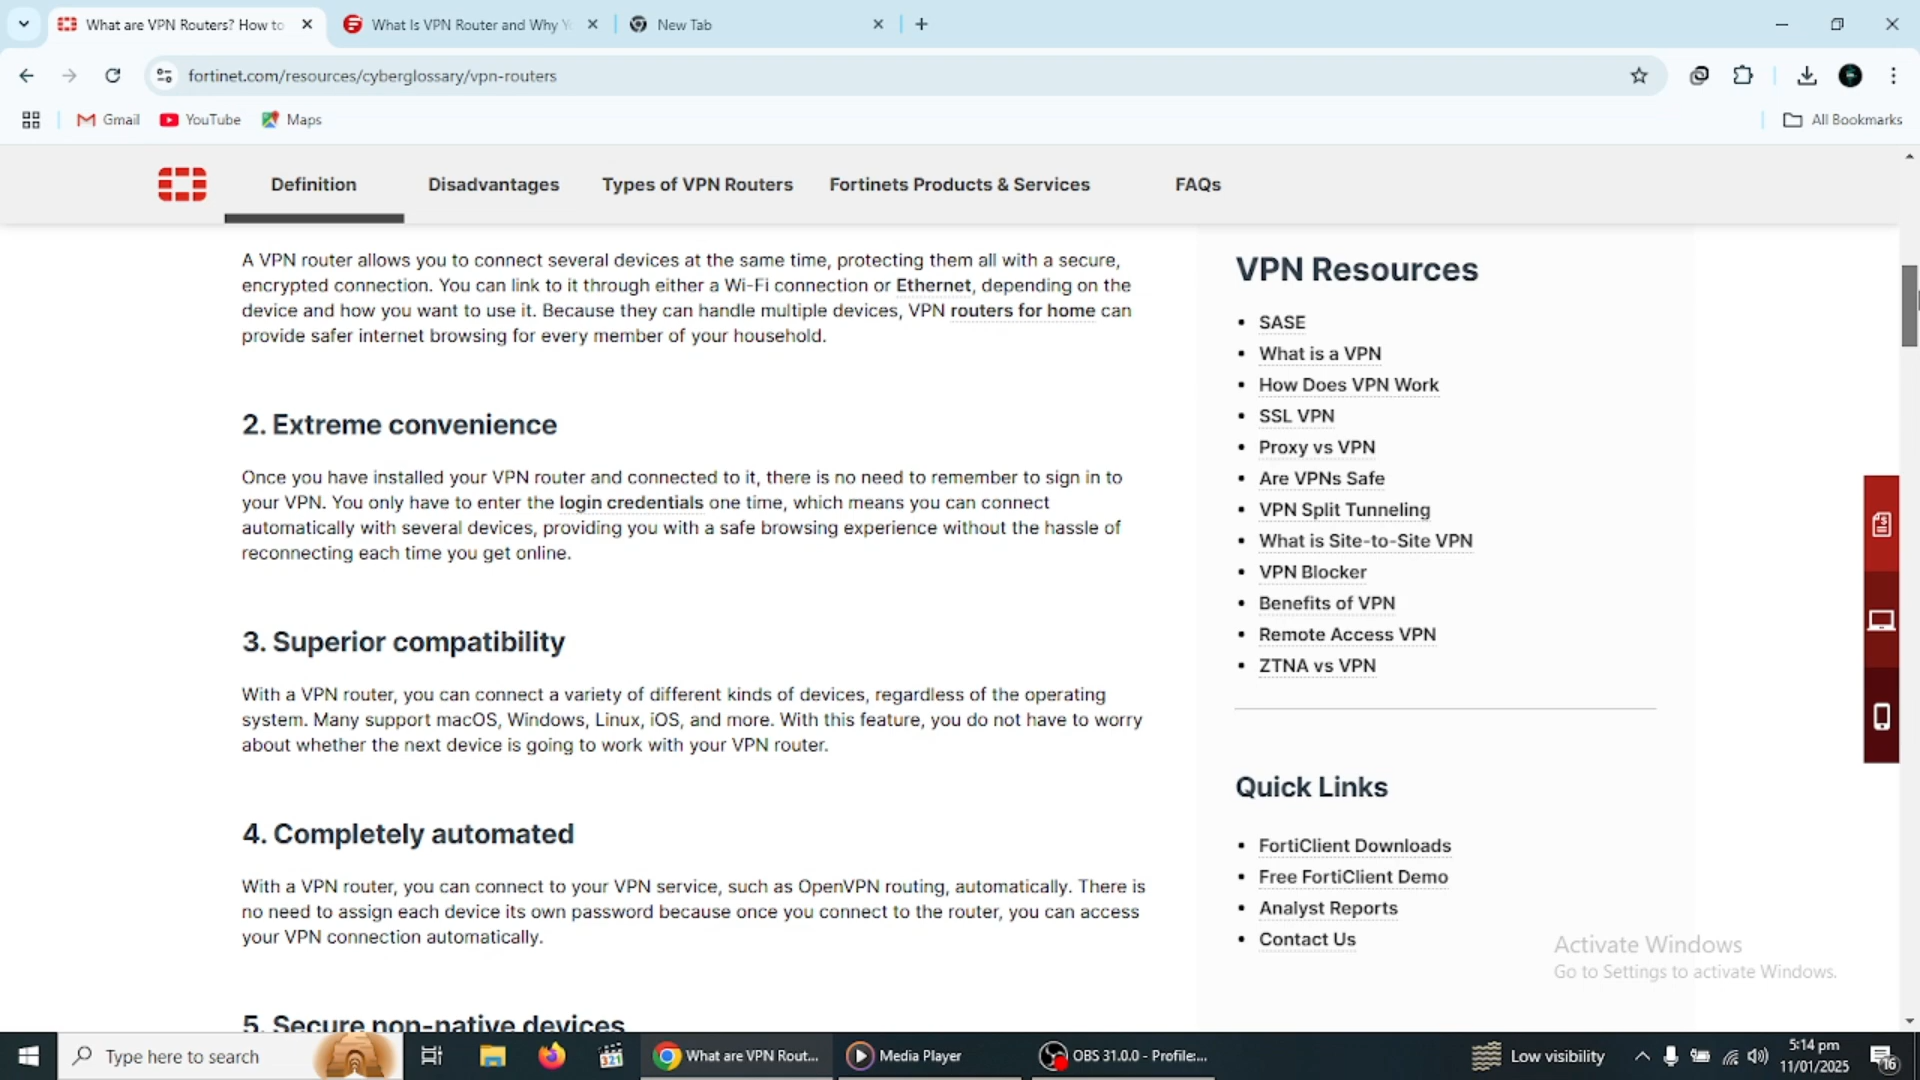 What are VPN Routers? How to
What Is VPN Router and Why Y
New Tab
fortinet.com/resources/cyberglossary/vpn-routers
Gmail
YouTube
Maps
All Bookmarks
Definition
Disadvantages
Types of VPN Routers
Fortinets Products & Services
FAQs
A VPN router allows you to connect several devices at the same time, protecting them all with a secure,
encrypted connection. You can link to it through either a Wi-Fi connection or Ethernet, depending on the
device and how you want to use it. Because they can handle multiple devices, VPN routers for home can
provide safer internet browsing for every member of your household.
2. Extreme convenience
Once you have installed your VPN router and connected to it, there is no need to remember to sign in to
your VPN. You only have to enter the login credentials one time, which means you can connect
automatically with several devices, providing you with a safe browsing experience without the hassle of
reconnecting each time you get online.
3. Superior compatibility
With a VPN router, you can connect a variety of different kinds of devices, regardless of the operating
system. Many support macOS, Windows, Linux, iOS, and more. With this feature, you do not have to worry
about whether the next device is going to work with your VPN router.
4. Completely automated
With a VPN router, you can connect to your VPN service, such as OpenVPN routing, automatically. There is
no need to assign each device its own password because once you connect to the router, you can access
your VPN connection automatically.
5. Secure non-native devices
VPN Resources
• SASE
• What is a VPN
• How Does VPN Work
• SSL VPN
• Proxy vs VPN
• Are VPNs Safe
• VPN Split Tunneling
• What is Site-to-Site VPN
• VPN Blocker
• Benefits of VPN
• Remote Access VPN
• ZTNA vs VPN
Quick Links
• FortiClient Downloads
• Free FortiClient Demo
• Analyst Reports
• Contact Us
Activate Windows
Go to Settings to activate Windows.
Type here to search
321
What are VPN Rout...
Media Player
OBS 31.0.0 - Profile:...
Low visibility
5:14 pm
11/01/2025
16